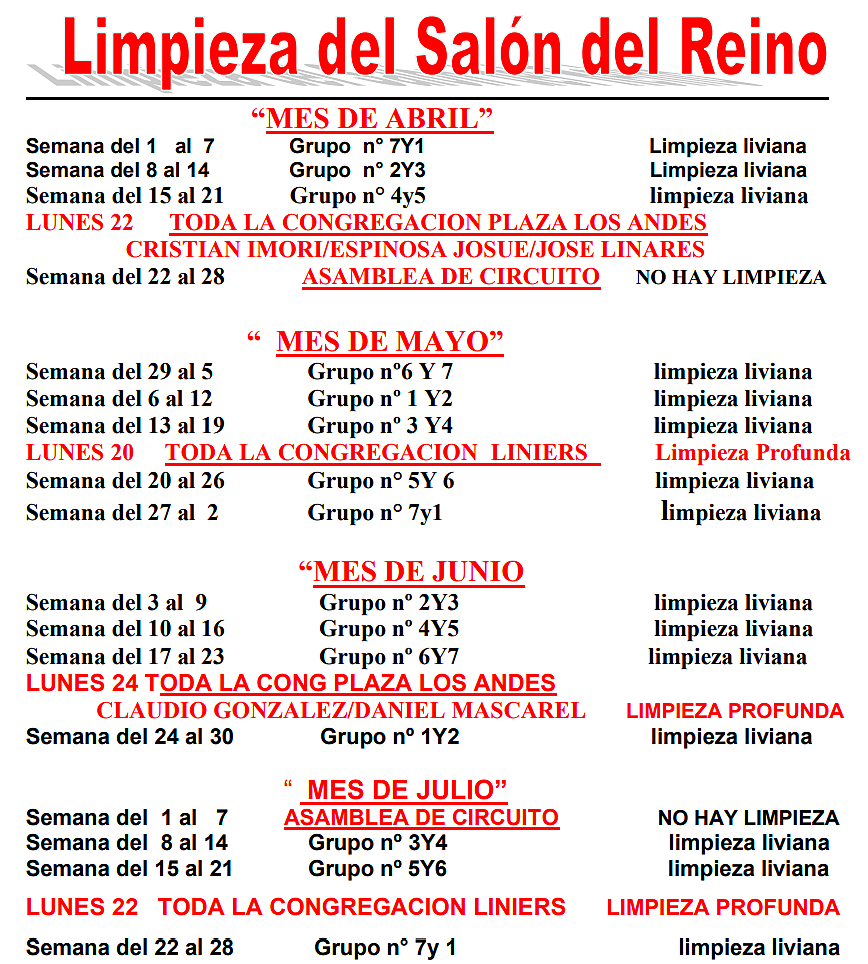 Limpieza del Salón del Reino
“MES DE ABRIL”
Semana del 1 al 7 Grupo n° 7Y1 Limpieza liviana
Semana del 8 al 14 Grupo n° 2Y3 Limpieza liviana
Semana del 15 al 21 Grupo n° 4y5 limpieza liviana
LUNES 22 TODA LA CONGREGACION PLAZA LOS ANDES
CRISTIAN IMORI/ESPINOSA JOSUE/JOSE LINARES
Semana del 22 al 28 ASAMBLEA DE CIRCUITO NO HAY LIMPIEZA
“ MES DE MAYO”
Semana del 29 al 5 Grupo nº6 Y 7 limpieza liviana
Semana del 6 al 12 Grupo nº 1 Y2 limpieza liviana
Semana del 13 al 19 Grupo nº 3 Y4 limpieza liviana
LUNES 20 TODA LA CONGREGACION LINIERS Limpieza Profunda
Semana del 20 al 26 Grupo n° 5Y 6 limpieza liviana
Semana del 27 al 2 Grupo n° 7y1 limpieza liviana
“MES DE JUNIO
Semana del 3 al 9 Grupo nº 2Y3 limpieza liviana
Semana del 10 al 16 Grupo nº 4Y5 limpieza liviana
Semana del 17 al 23 Grupo nº 6Y7 limpieza liviana
LUNES 24 TODA LA CONG PLAZA LOS ANDES
CLAUDIO GONZALEZ/DANIEL MASCAREL LIMPIEZA PROFUNDA
Semana del 24 al 30 Grupo nº 1Y2 limpieza liviana
“ MES DE JULIO”
Semana del 1 al 7 ASAMBLEA DE CIRCUITO NO HAY LIMPIEZA
Semana del 8 al 14 Grupo nº 3Y4 limpieza liviana
Semana del 15 al 21 Grupo nº 5Y6 limpieza liviana
LUNES 22 TODA LA CONGREGACION LINIERS LIMPIEZA PROFUNDA
Semana del 22 al 28 Grupo n° 7y 1 limpieza liviana